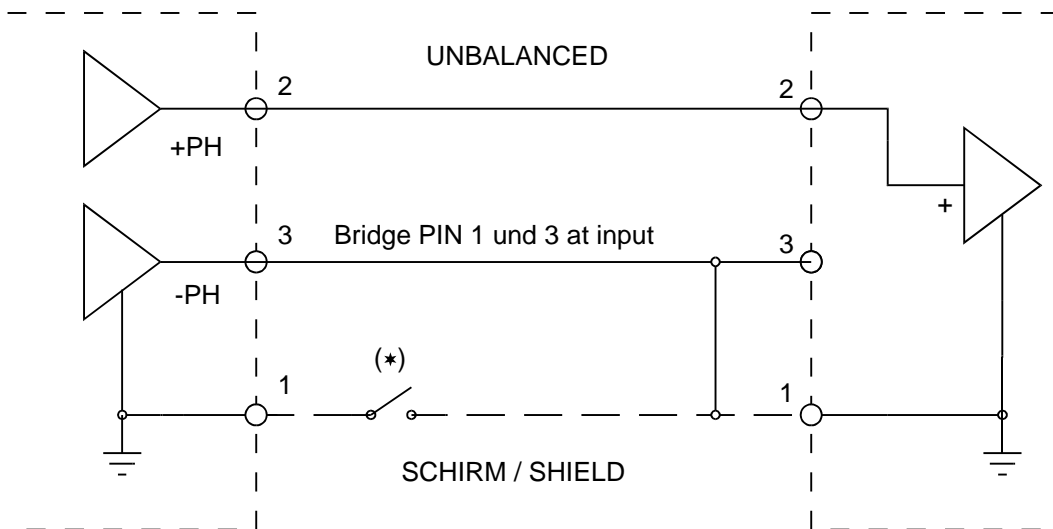 UNBALANCED
2
2
+PH
+
3
Bridge PIN 1 und 3 at input
3
-PH
(*)
1
1
SCHIRM / SHIELD